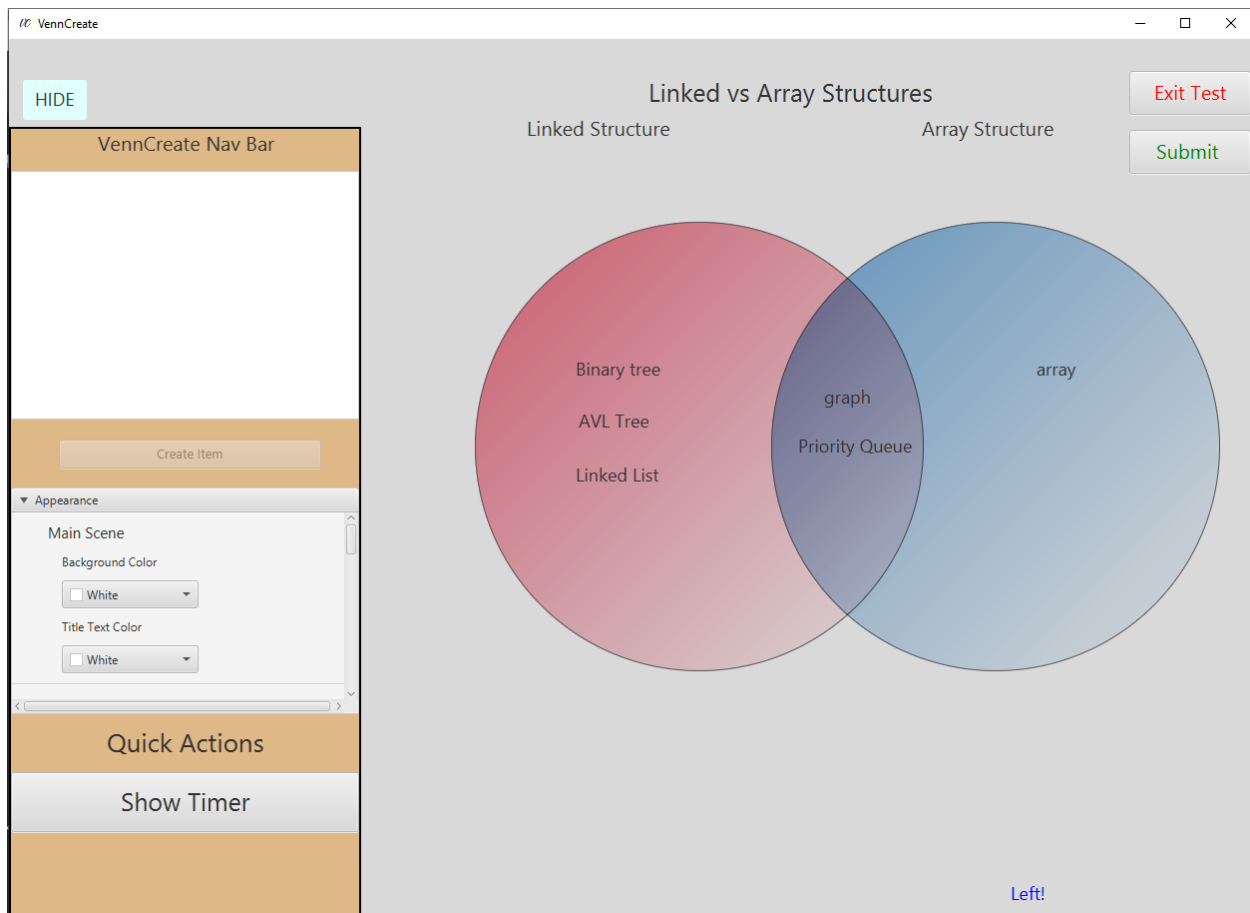 VC VennCreate
HIDE
Linked vs Array Structures
Exit Test
Linked Structure
Array Structure
Submit
VennCreate Nav Bar
Create Item
Appearance
Main Scene
Background Color
White
Title Text Color
White
Quick Actions
Show Timer
Binary tree
AVL Tree
Linked List
graph
Priority Queue
array
Left!